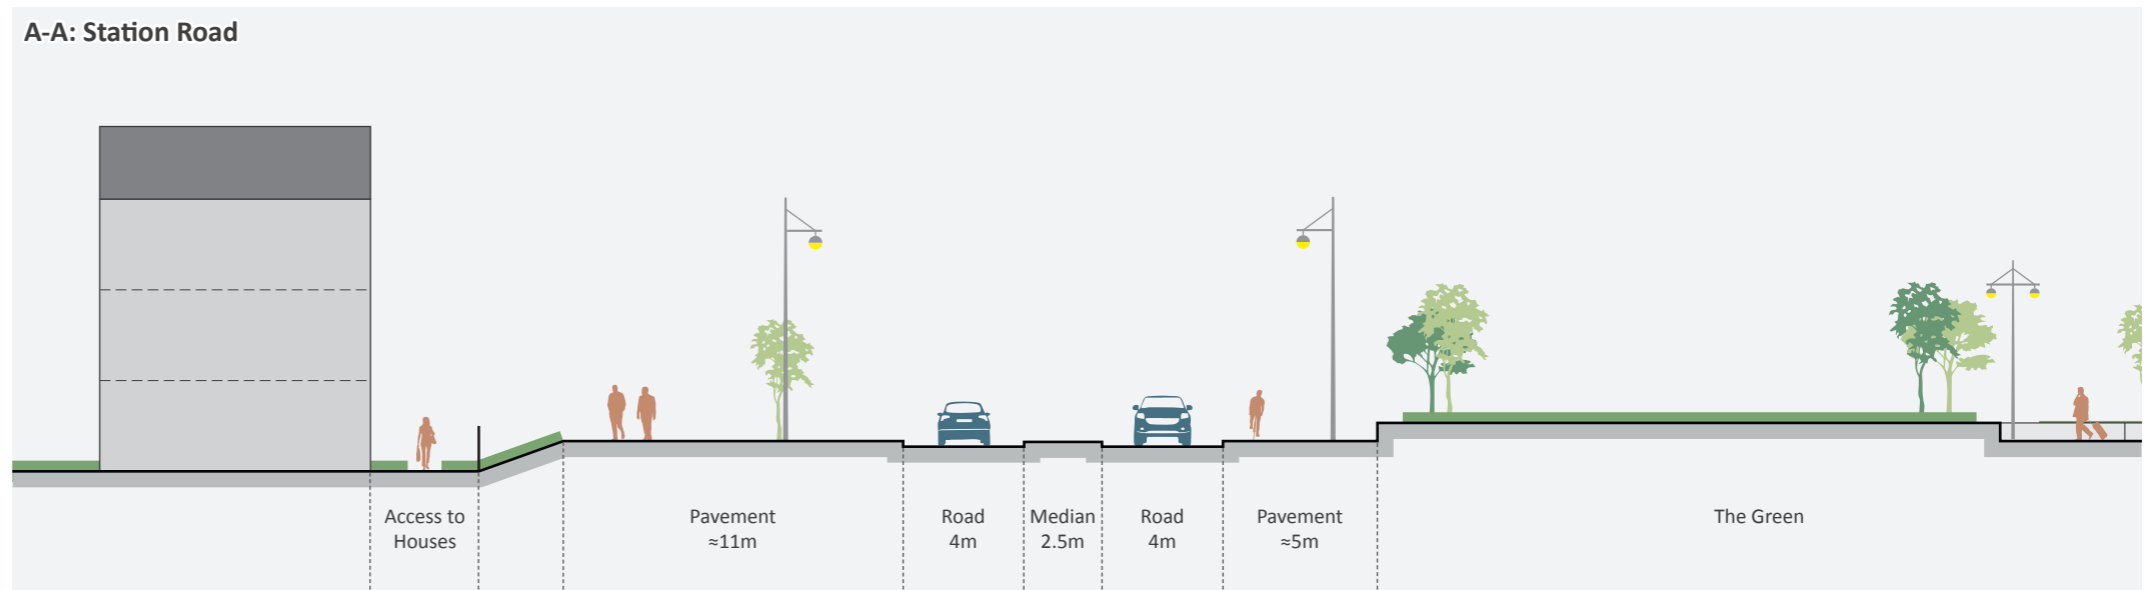 A-A: Station Road
Access to
Houses
Pavement
≈11m
Road
4m
Median
2.5m
Road
4m
Pavement
≈5m
The Green